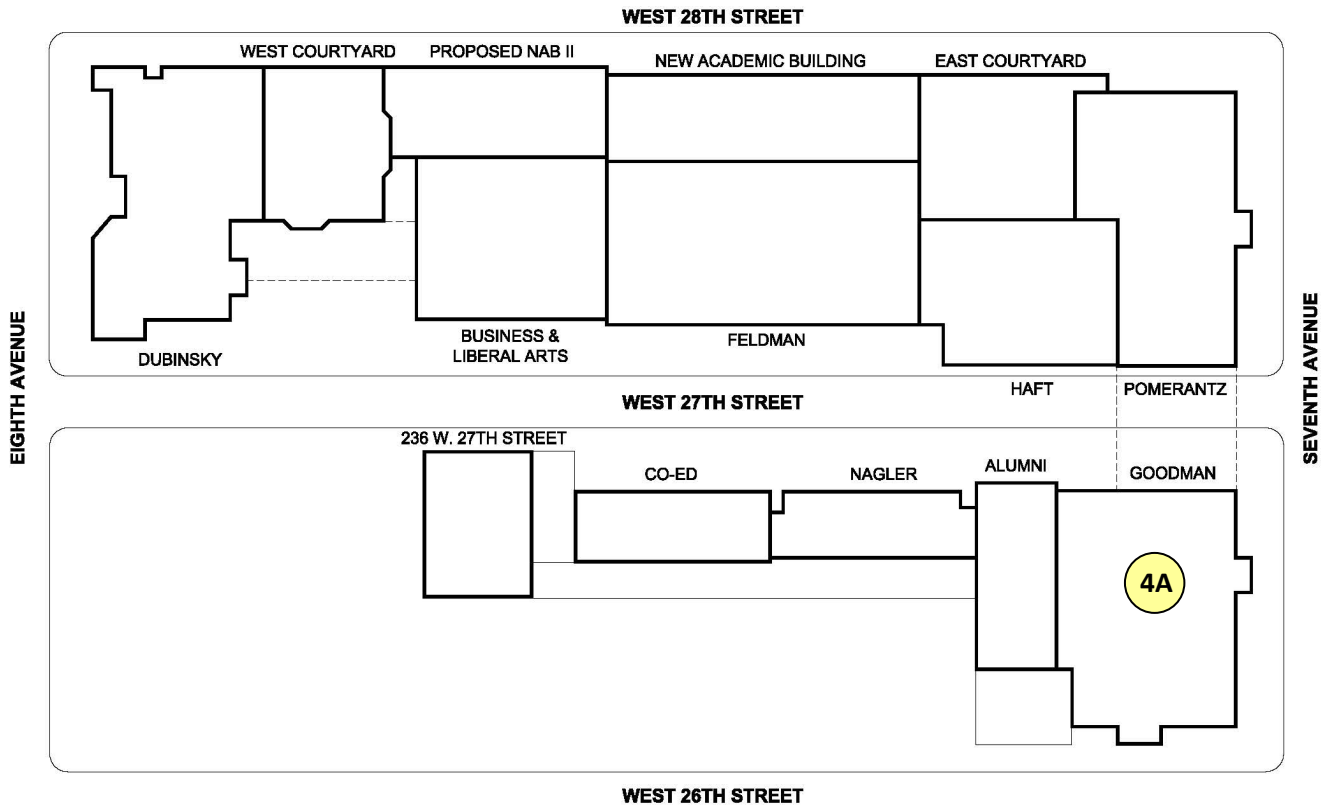 WEST 28TH STREET
WEST COURTYARD
PROPOSED NAB II
NEW ACADEMIC BUILDING
EAST COURTYARD
EIGHTH AVENUE
SEVENTH AVENUE
DUBINSKY
BUSINESS &
LIBERAL ARTS
FELDMAN
HAFT
POMERANTZ
WEST 27TH STREET
236 W. 27TH STREET
CO-ED
NAGLER
ALUMNI
GOODMAN
4A
WEST 26TH STREET